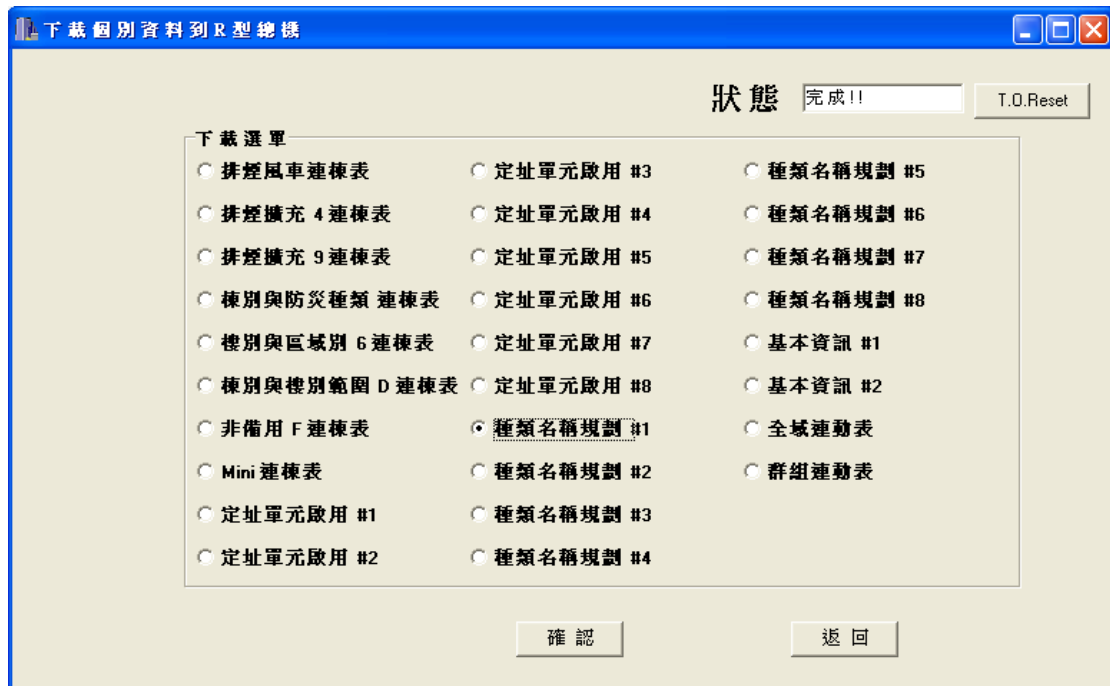 下載個別資料到R型總機
狀態 完成!! T.O.Reset
下載選單
排煙風車連棟表
排煙擴充 4 連棟表
排煙擴充 9 連棟表
棟別與防災種類 連棟表
樓別與區域別 6 連棟表
棟別與樓別範圍 D 連棟表
非備用 F 連棟表
Mini 連棟表
定址單元啟用 #1
定址單元啟用 #2
定址單元啟用 #3
定址單元啟用 #4
定址單元啟用 #5
定址單元啟用 #6
定址單元啟用 #7
定址單元啟用 #8
種類名稱規劃 #1
種類名稱規劃 #2
種類名稱規劃 #3
種類名稱規劃 #4
種類名稱規劃 #5
種類名稱規劃 #6
種類名稱規劃 #7
種類名稱規劃 #8
基本資訊 #1
基本資訊 #2
全域連動表
群組連動表
確認 返回